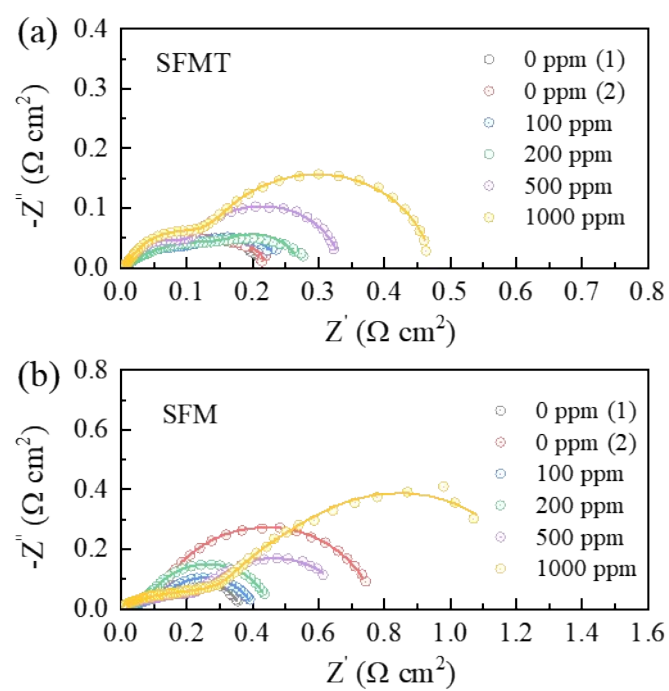 (a)
SFMT
0.4
0.3
0.2
0.1
0.0
-Z'' (Ω cm²)
0 ppm (1)
0 ppm (2)
100 ppm
200 ppm
500 ppm
1000 ppm
0.0 0.1 0.2 0.3 0.4 0.5 0.6 0.7 0.8
Z' (Ω cm²)
(b)
SFM
0.8
0.6
0.4
0.2
0.0
-Z'' (Ω cm²)
0 ppm (1)
0 ppm (2)
100 ppm
200 ppm
500 ppm
1000 ppm
0.0 0.2 0.4 0.6 0.8 1.0 1.2 1.4 1.6
Z' (Ω cm²)